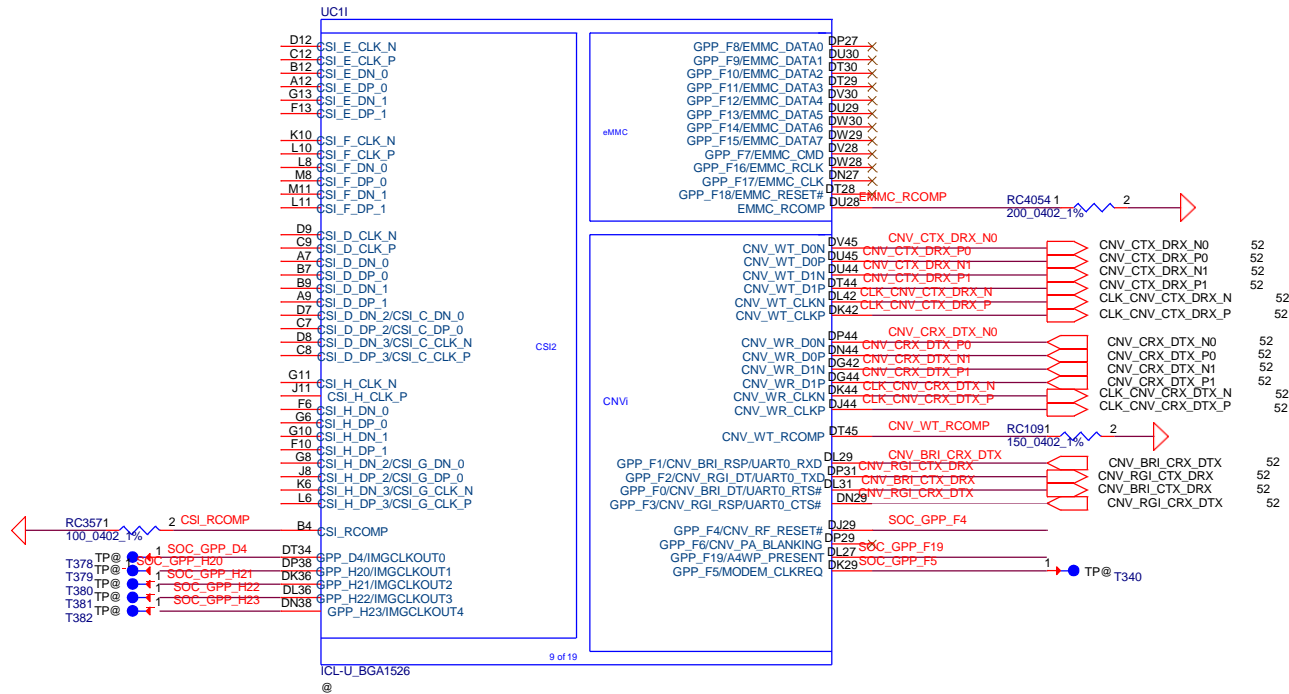 UC1I
D12 CSI_E_CLK_N
C12 CSI_E_CLK_P
B12 CSI_E_DN_0
A12 CSI_E_DP_0
G13 CSI_E_DN_1
F13 CSI_E_DP_1
K10 CSI_F_CLK_N
L10 CSI_F_CLK_P
L8 CSI_F_DN_0
M8 CSI_F_DP_0
M11 CSI_F_DN_1
L11 CSI_F_DP_1
D9 CSI_D_CLK_N
C9 CSI_D_CLK_P
A7 CSI_D_DN_0
B7 CSI_D_DP_0
B9 CSI_D_DN_1
A9 CSI_D_DP_1
D7 CSI_D_DN_2/CSI_C_DN_0
C7 CSI_D_DP_2/CSI_C_DP_0
D8 CSI_D_DN_3/CSI_C_CLK_N
C8 CSI_D_DP_3/CSI_C_CLK_P
G11 CSI_H_CLK_N
J11 CSI_H_CLK_P
F6 CSI_H_DN_0
G6 CSI_H_DP_0
G10 CSI_H_DN_1
F10 CSI_H_DP_1
G8 CSI_H_DN_2/CSI_G_DN_0
J8 CSI_H_DP_2/CSI_G_DP_0
K6 CSI_H_DN_3/CSI_G_CLK_N
L6 CSI_H_DP_3/CSI_G_CLK_P
RC3571 2 CSI_RCOMP B4 CSI_RCOMP
100_0402_1%
TP@ T378 1 SOC_GPP_D4 DT34 GPP_D4/IMGCLKOUT0
TP@ T379 1 SOC_GPP_H20 DP38 GPP_H20/IMGCLKOUT1
TP@ T380 1 SOC_GPP_H21 DK36 GPP_H21/IMGCLKOUT2
TP@ T381 1 SOC_GPP_H22 DL36 GPP_H22/IMGCLKOUT3
TP@ T382 1 SOC_GPP_H23 DN38 GPP_H23/IMGCLKOUT4
CSI2
eMMC
GPP_F8/EMMC_DATA0 DP27
GPP_F9/EMMC_DATA1 DU30
GPP_F10/EMMC_DATA2 DT30
GPP_F11/EMMC_DATA3 DT29
GPP_F12/EMMC_DATA4 DV30
GPP_F13/EMMC_DATA5 DU29
GPP_F14/EMMC_DATA6 DW30
GPP_F15/EMMC_DATA7 DW29
GPP_F7/EMMC_CMD DV28
GPP_F16/EMMC_RCLK DW28
GPP_F17/EMMC_CLK DN27
GPP_F18/EMMC_RESET# DT28
EMMC_RCOMP DU28 EMMC_RCOMP RC4054 1 2
200_0402_1%
CNVi
CNV_WT_D0N DV45 CNV_CTX_DRX_N0 CNV_CTX_DRX_N0 52
CNV_WT_D0P DU45 CNV_CTX_DRX_P0 CNV_CTX_DRX_P0 52
CNV_WT_D1N DU44 CNV_CTX_DRX_N1 CNV_CTX_DRX_N1 52
CNV_WT_D1P DT44 CNV_CTX_DRX_P1 CNV_CTX_DRX_P1 52
CNV_WT_CLKN DL42 CLK_CNV_CTX_DRX_N CLK_CNV_CTX_DRX_N 52
CNV_WT_CLKP DK42 CLK_CNV_CTX_DRX_P CLK_CNV_CTX_DRX_P 52
CNV_WR_D0N DP44 CNV_CRX_DTX_N0 CNV_CRX_DTX_N0 52
CNV_WR_D0P DN44 CNV_CRX_DTX_P0 CNV_CRX_DTX_P0 52
CNV_WR_D1N DG42 CNV_CRX_DTX_N1 CNV_CRX_DTX_N1 52
CNV_WR_D1P DG44 CNV_CRX_DTX_P1 CNV_CRX_DTX_P1 52
CNV_WR_CLKN DK44 CLK_CNV_CRX_DTX_N CLK_CNV_CRX_DTX_N 52
CNV_WR_CLKP DJ44 CLK_CNV_CRX_DTX_P CLK_CNV_CRX_DTX_P 52
CNV_WT_RCOMP DT45 CNV_WT_RCOMP RC1091 2
150_0402_1%
GPP_F1/CNV_BRI_RSP/UART0_RXD DL29 CNV_BRI_CRX_DTX CNV_BRI_CRX_DTX 52
GPP_F2/CNV_RGI_DT/UART0_TXD DP31 CNV_RGI_CTX_DRX CNV_RGI_CTX_DRX 52
GPP_F0/CNV_BRI_DT/UART0_RTS# DL31 CNV_BRI_CTX_DRX CNV_BRI_CTX_DRX 52
GPP_F3/CNV_RGI_RSP/UART0_CTS# DN29 CNV_RGI_CRX_DTX CNV_RGI_CRX_DTX 52
GPP_F4/CNV_RF_RESET# DJ29 SOC_GPP_F4
GPP_F6/CNV_PA_BLANKING DP29
GPP_F19/A4WP_PRESENT DL27 SOC_GPP_F19
GPP_F5/MODEM_CLKREQ DK29 SOC_GPP_F5 1 TP@ T340
9 of 19
ICL-U_BGA1526
@